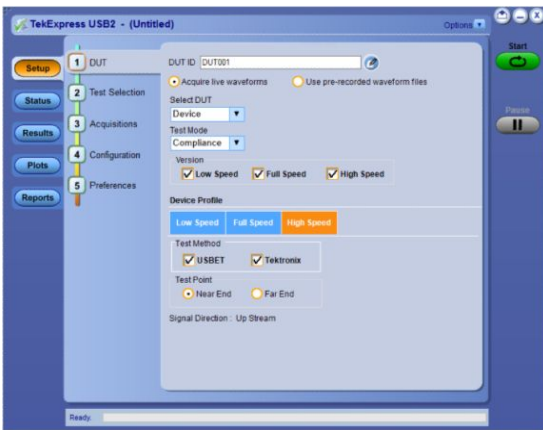 TekExpress USB2 - (Untitled)
Options
Start
Pause
Setup
Status
Results
Plots
Reports
1 DUT
2 Test Selection
3 Acquisitions
4 Configuration
5 Preferences
DUT ID DUT001
Acquire live waveforms Use pre-recorded waveform files
Select DUT
Device
Test Mode
Compliance
Version
Low Speed Full Speed High Speed
Device Profile
Low Speed Full Speed High Speed
Test Method
USBET Tektronix
Test Point
Near End Far End
Signal Direction : Up Stream
Ready.